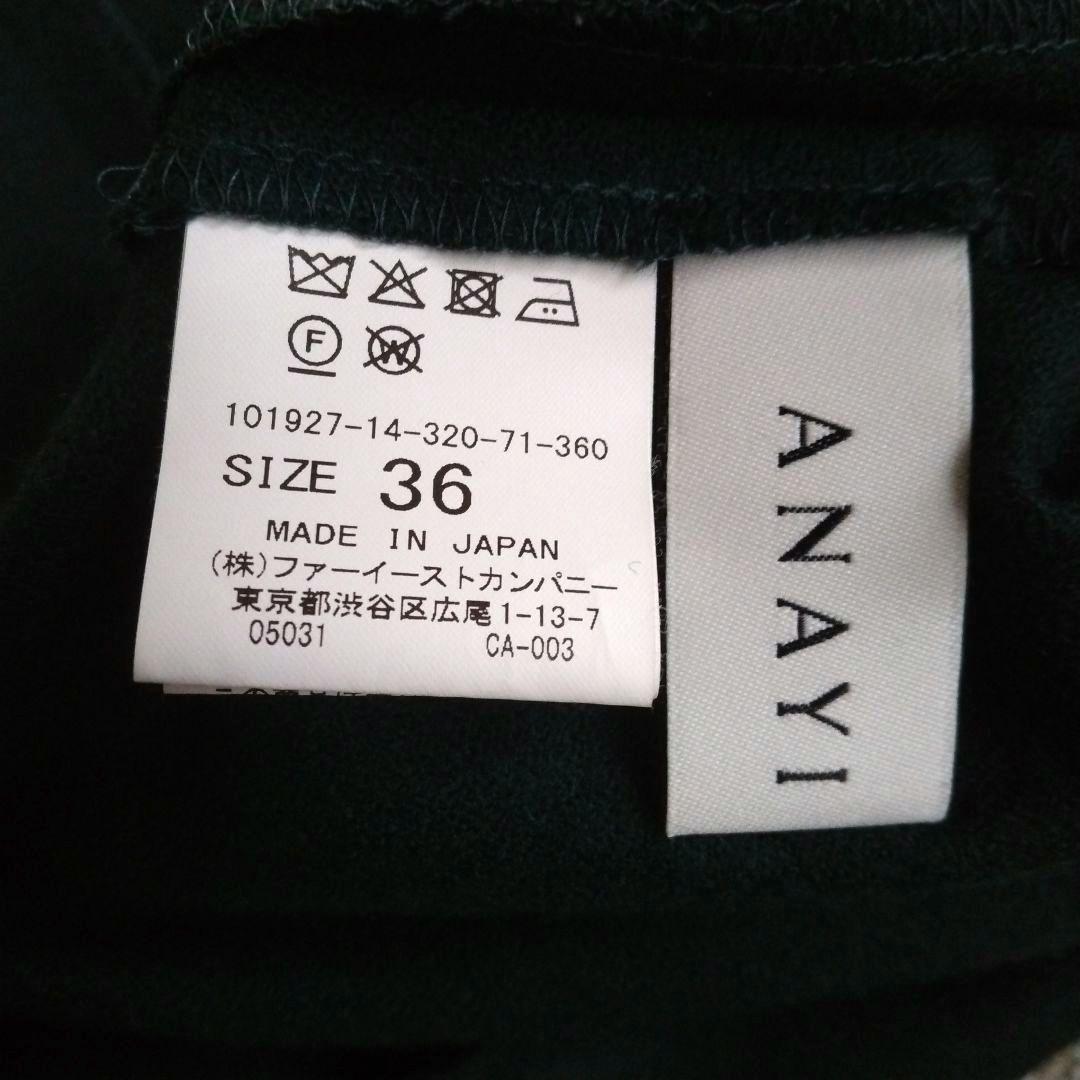 F
W
101927-14-320-71-360
SIZE 36
MADE IN JAPAN
(株)ファーイーストカンパニー
東京都渋谷区広尾1-13-7
05031 CA-003
ANAYI